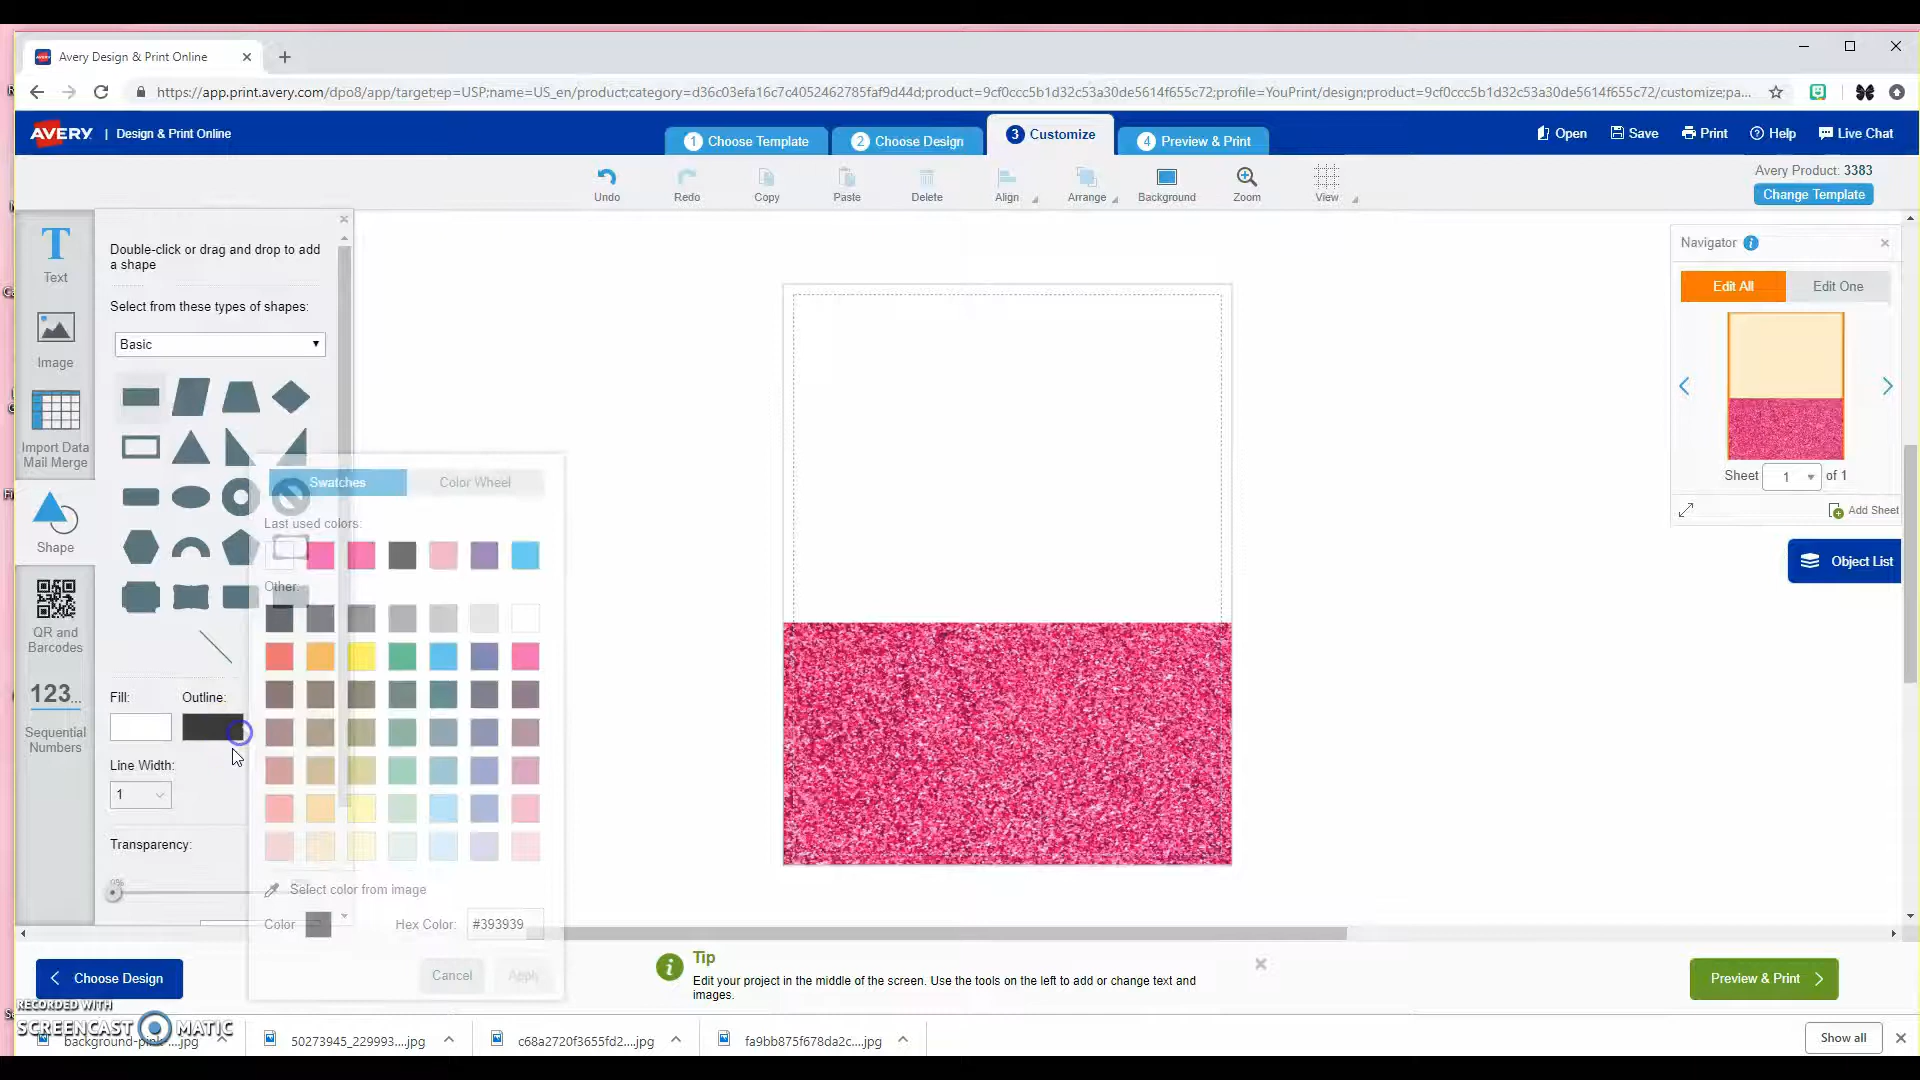 Avery Design & Print Online
https://app.print.avery.com/dpo8/app/target;ep=USP;name=US_en/product;category=d36c03efa16c7c4052462785faf9d44d;product=9cf0ccc5b1d32c53a30de5614f655c72;profile=YouPrint/design;product=9cf0ccc5b1d32c53a30de5614f655c72/customize;pa...
AVERY | Design & Print Online
1 Choose Template
2 Choose Design
3 Customize
4 Preview & Print
Open
Save
Print
Help
Live Chat
Undo
Redo
Copy
Paste
Delete
Align
Arrange
Background
Zoom
View
Avery Product: 3383
Change Template
Text
Image
Import Data
Mail Merge
Shape
QR and
Barcodes
123...
Sequential
Numbers
Double-click or drag and drop to add
a shape
Select from these types of shapes:
Basic
Fill:
Outline:
Line Width:
1
Transparency:
0%
Swatches
Color Wheel
Last used colors:
Other:
Select color from image
Color
Hex Color:
#393939
Cancel
Apply
Navigator
Edit All
Edit One
Sheet 1 of 1
Add Sheet
Object List
Choose Design
Tip
Edit your project in the middle of the screen. Use the tools on the left to add or change text and
images.
Preview & Print
RECORDED WITH
SCREENCAST MATIC
background-pink-....jpg
50273945_229993....jpg
c68a2720f3655fd2....jpg
fa9bb875f678da2c....jpg
Show all